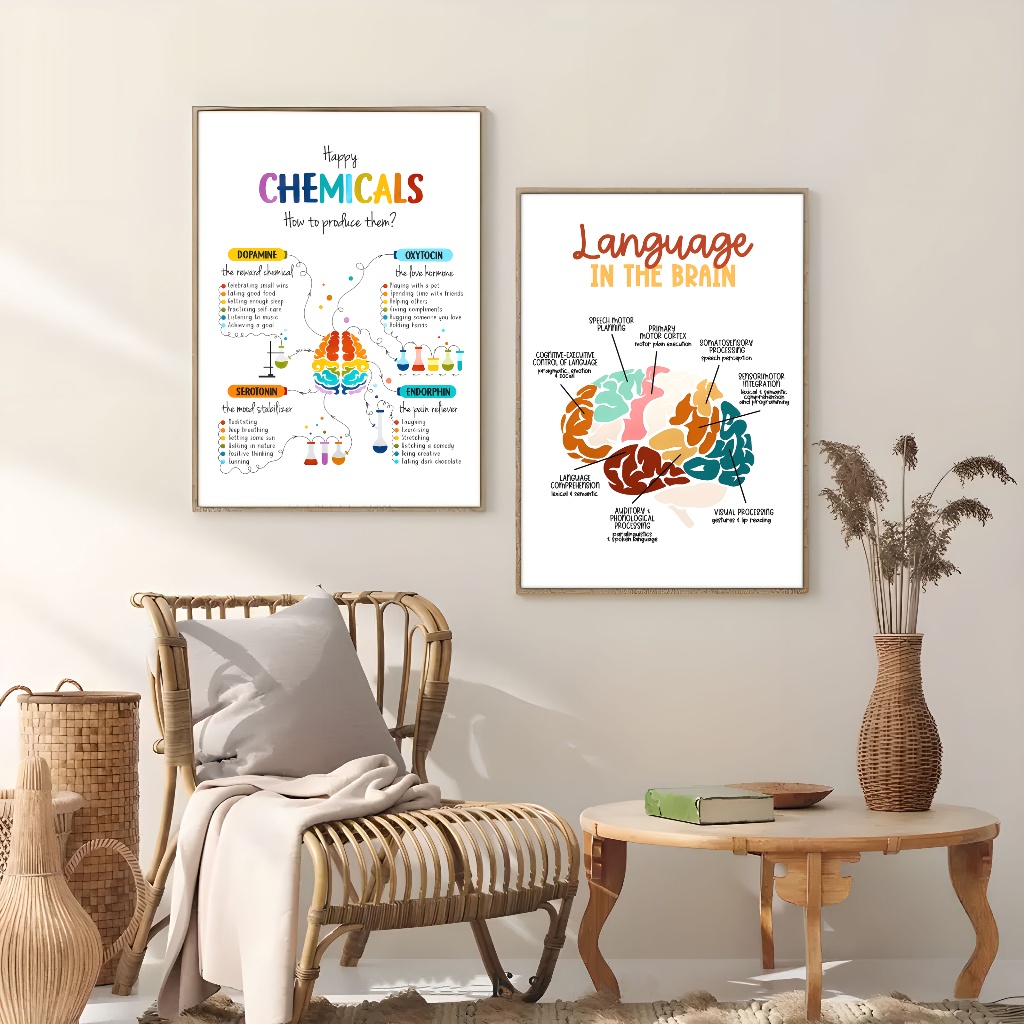 Happy
CHEMICALS
How to produce them?
DOPAMINE
the reward chemical
Celebrating small wins
Eating good food
Getting enough sleep
Practicing self care
Listening to music
Achieving a goal
OXYTOCIN
the love hormone
Playing with a pet
Spending time with friends
Helping others
Giving compliments
Hugging someone you love
Holding hands
SEROTONIN
the mood stabilizer
Meditating
Deep breathing
Getting some sun
Walking in nature
Positive thinking
Running
ENDORPHIN
the pain reliever
Laughing
Exercising
Stretching
Watching a comedy
Being creative
Eating dark chocolate
Language
IN THE BRAIN
SPEECH MOTOR
PLANNING
PRIMARY
MOTOR CORTEX
motor plan execution
SOMATOSENSORY
PROCESSING
speech perception
COGNITIVE-EXECUTIVE
CONTROL OF LANGUAGE
pragmatic, emotion
& social
SENSORIMOTOR
INTEGRATION
lexical & semantic
comprehension
and programming
LANGUAGE
COMPREHENSION
lexical & semantic
AUDITORY &
PHONOLOGICAL
PROCESSING
paralinguistics
& spoken language
VISUAL PROCESSING
gestures & lip reading